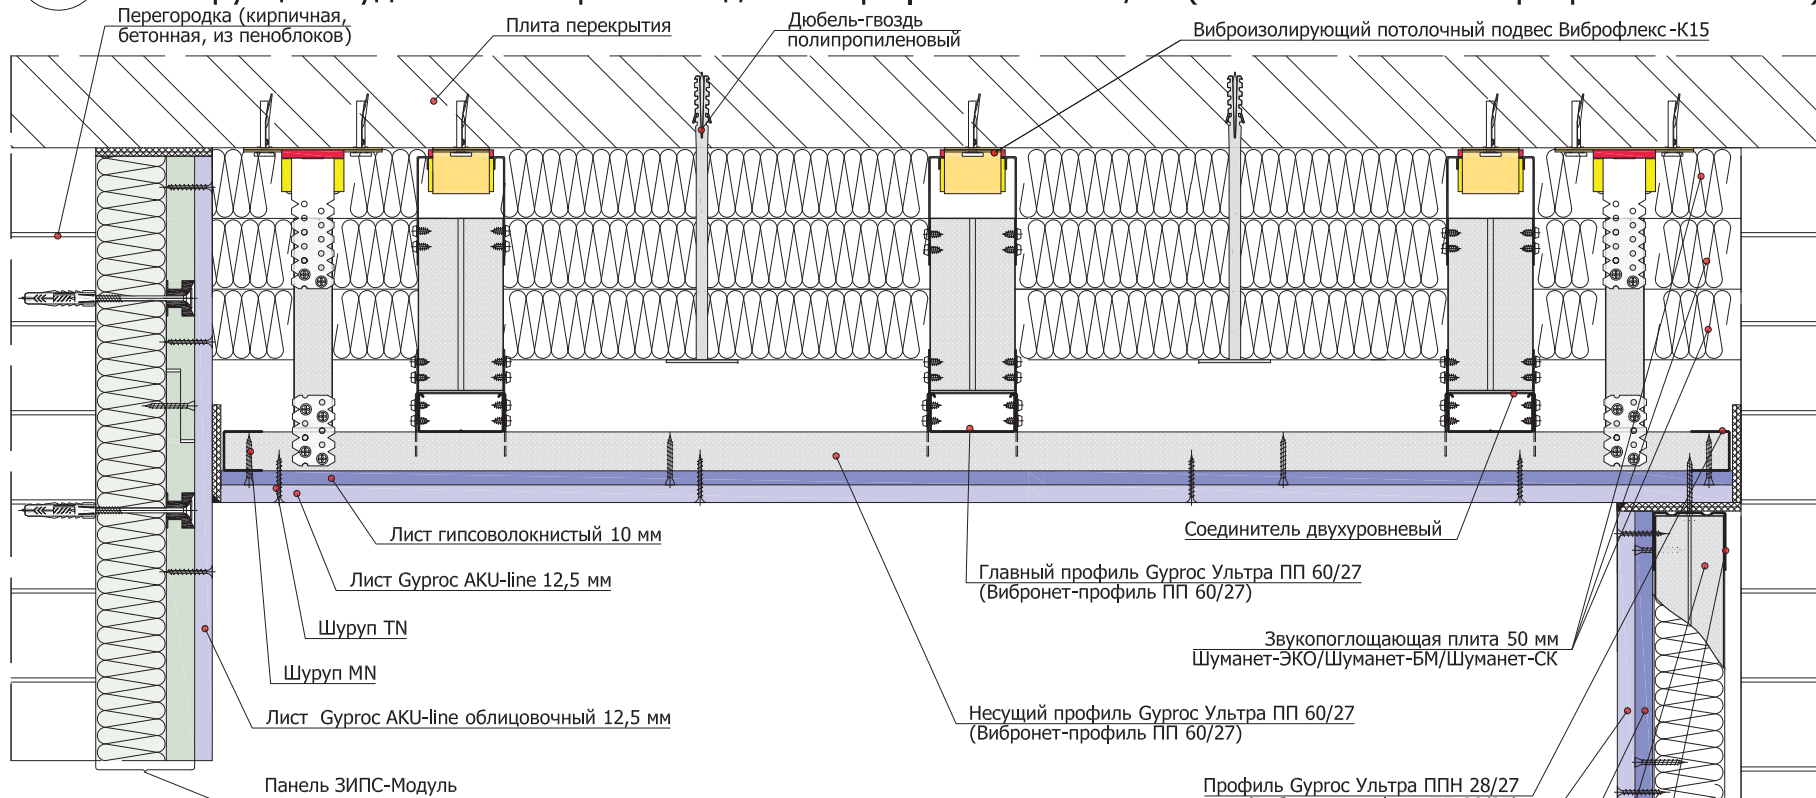 Перегородка (кирпичная,
бетонная, из пеноблоков)
Плита перекрытия
Дюбель-гвоздь
полипропиленовый
Виброизолирующий потолочный подвес Виброфлекс-К15
Лист гипсоволокнистый 10 мм
Лист Gyproc AKU-line 12,5 мм
Шуруп TN
Шуруп MN
Лист Gyproc AKU-line облицовочный 12,5 мм
Панель ЗИПС-Модуль
Соединитель двухуровневый
Главный профиль Gyproc Ультра ПП 60/27
(Вибронет-профиль ПП 60/27)
Звукопоглощающая плита 50 мм
Шуманет-ЭКО/Шуманет-БМ/Шуманет-СК
Несущий профиль Gyproc Ультра ПП 60/27
(Вибронет-профиль ПП 60/27)
Профиль Gyproc Ультра ППН 28/27